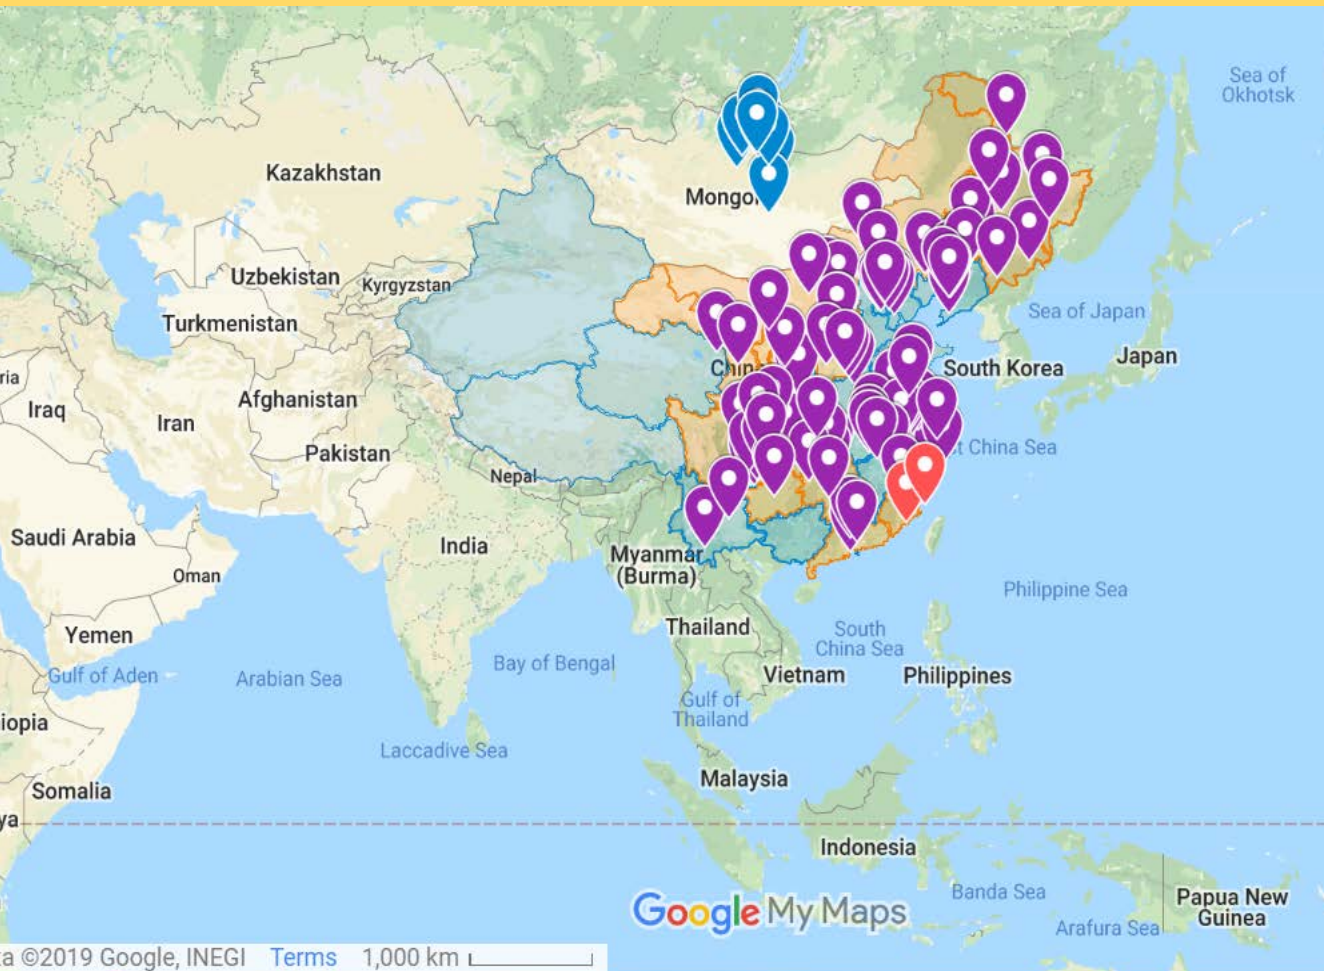 Sea of
Okhotsk
Kazakhstan
Mongo
Uzbekistan
Kyrgyzstan
Turkmenistan
Sea of Japan
Japan
South Korea
Chin
ria
Iraq
Iran
Afghanistan
Pakistan
Nepal
t China Sea
Saudi Arabia
Oman
India
Myanmar
(Burma)
Philippine Sea
Yemen
Thailand
South
China Sea
Gulf of Aden
Arabian Sea
Bay of Bengal
Vietnam
Philippines
Gulf of
Thailand
iopia
Laccadive Sea
Malaysia
Somalia
ya
Indonesia
Banda Sea
Papua New
Guinea
Arafura Sea
Google My Maps
ta ©2019 Google, INEGI Terms 1,000 km